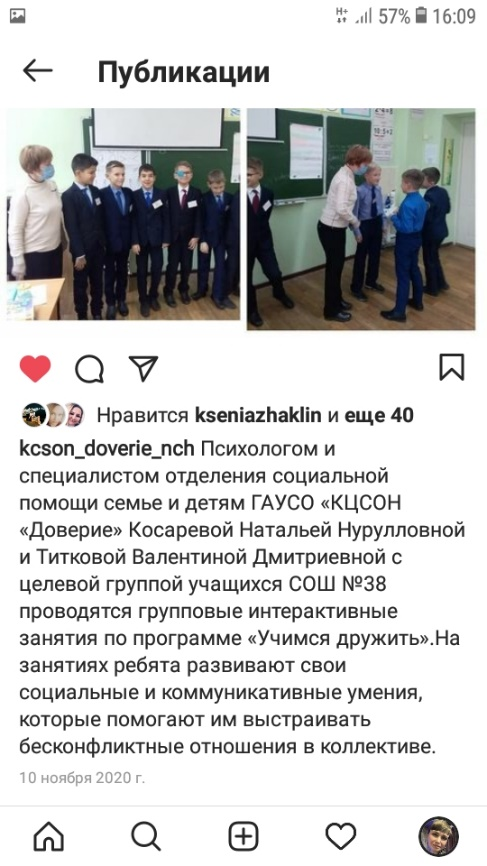 H+ 57% 16:09
Публикации
Нравится kseniazhaklin и еще 40
kcson_doverie_nch Психологом и
специалистом отделения социальной
помощи семье и детям ГАУСО «КЦСОН
«Доверие» Косаревой Натальей Нурулловной
и Титковой Валентиной Дмитриевной с
целевой группой учащихся СОШ №38
проводятся групповые интерактивные
занятия по программе «Учимся дружить».На
занятиях ребята развивают свои
социальные и коммуникативные умения,
которые помогают им выстраивать
бесконфликтные отношения в коллективе.
10 ноября 2020 г.